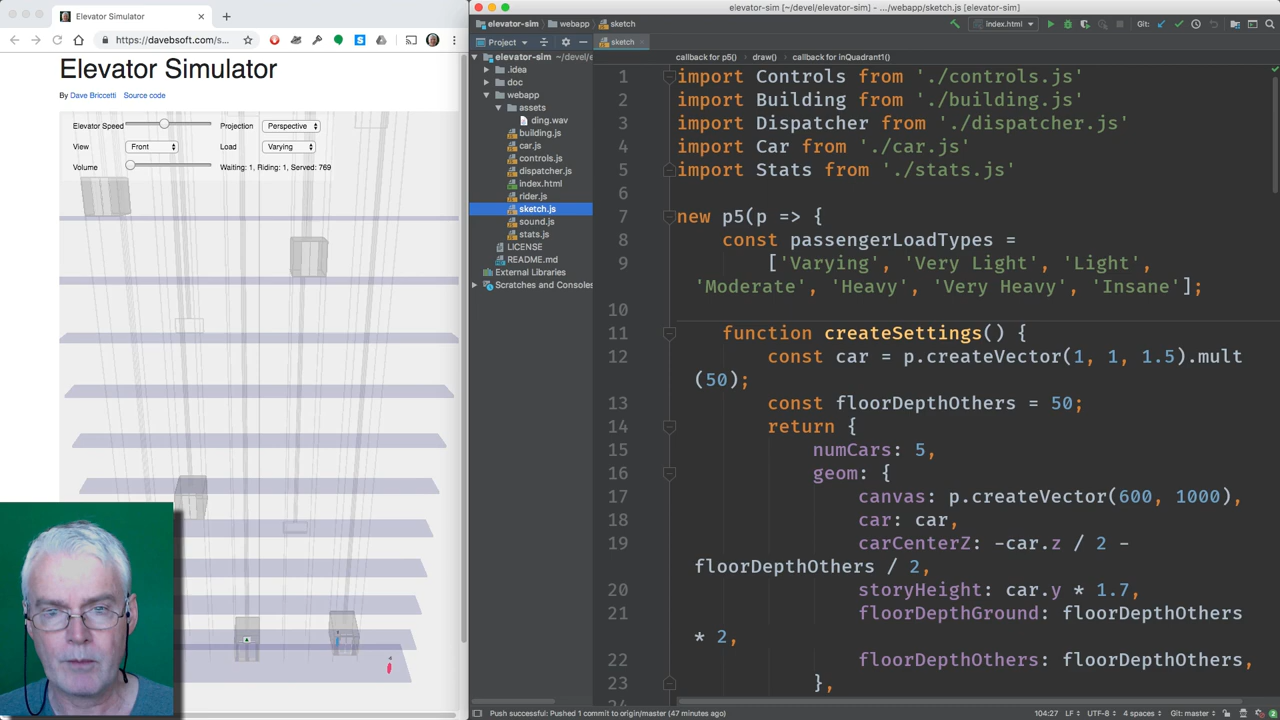 Elevator Simulator
https://davebsoft.com/s...
Elevator Simulator
By Dave Briccetti Source code
Elevator Speed Projection Perspective
View Front Load Varying
Volume Waiting: 1, Riding: 1, Served: 769
elevator-sim [~/devel/elevator-sim] - .../webapp/sketch.js [elevator-sim]
elevator-sim webapp sketch index.html Git:
Project sketch
callback for p5() draw() callback for inQuadrant1()
elevator-sim ~/devel/e
.idea
doc
webapp
assets
ding.wav
building.js
car.js
controls.js
dispatcher.js
index.html
rider.js
sketch.js
sound.js
stats.js
LICENSE
README.md
External Libraries
Scratches and Consoles
1 import Controls from './controls.js'
2 import Building from './building.js'
3 import Dispatcher from './dispatcher.js'
4 import Car from './car.js'
5 import Stats from './stats.js'
6
7 new p5(p => {
8 const passengerLoadTypes =
9 ['Varying', 'Very Light', 'Light',
'Moderate', 'Heavy', 'Very Heavy', 'Insane'];
10
11 function createSettings() {
12 const car = p.createVector(1, 1, 1.5).mult
(50);
13 const floorDepthOthers = 50;
14 return {
15 numCars: 5,
16 geom: {
17 canvas: p.createVector(600, 1000),
18 car: car,
19 carCenterZ: -car.z / 2 -
floorDepthOthers / 2,
20 storyHeight: car.y * 1.7,
21 floorDepthGround: floorDepthOthers
* 2,
22 floorDepthOthers: floorDepthOthers,
23 },
Push successful: Pushed 1 commit to origin/master (47 minutes ago) 104:27 LF UTF-8 4 spaces Git: master